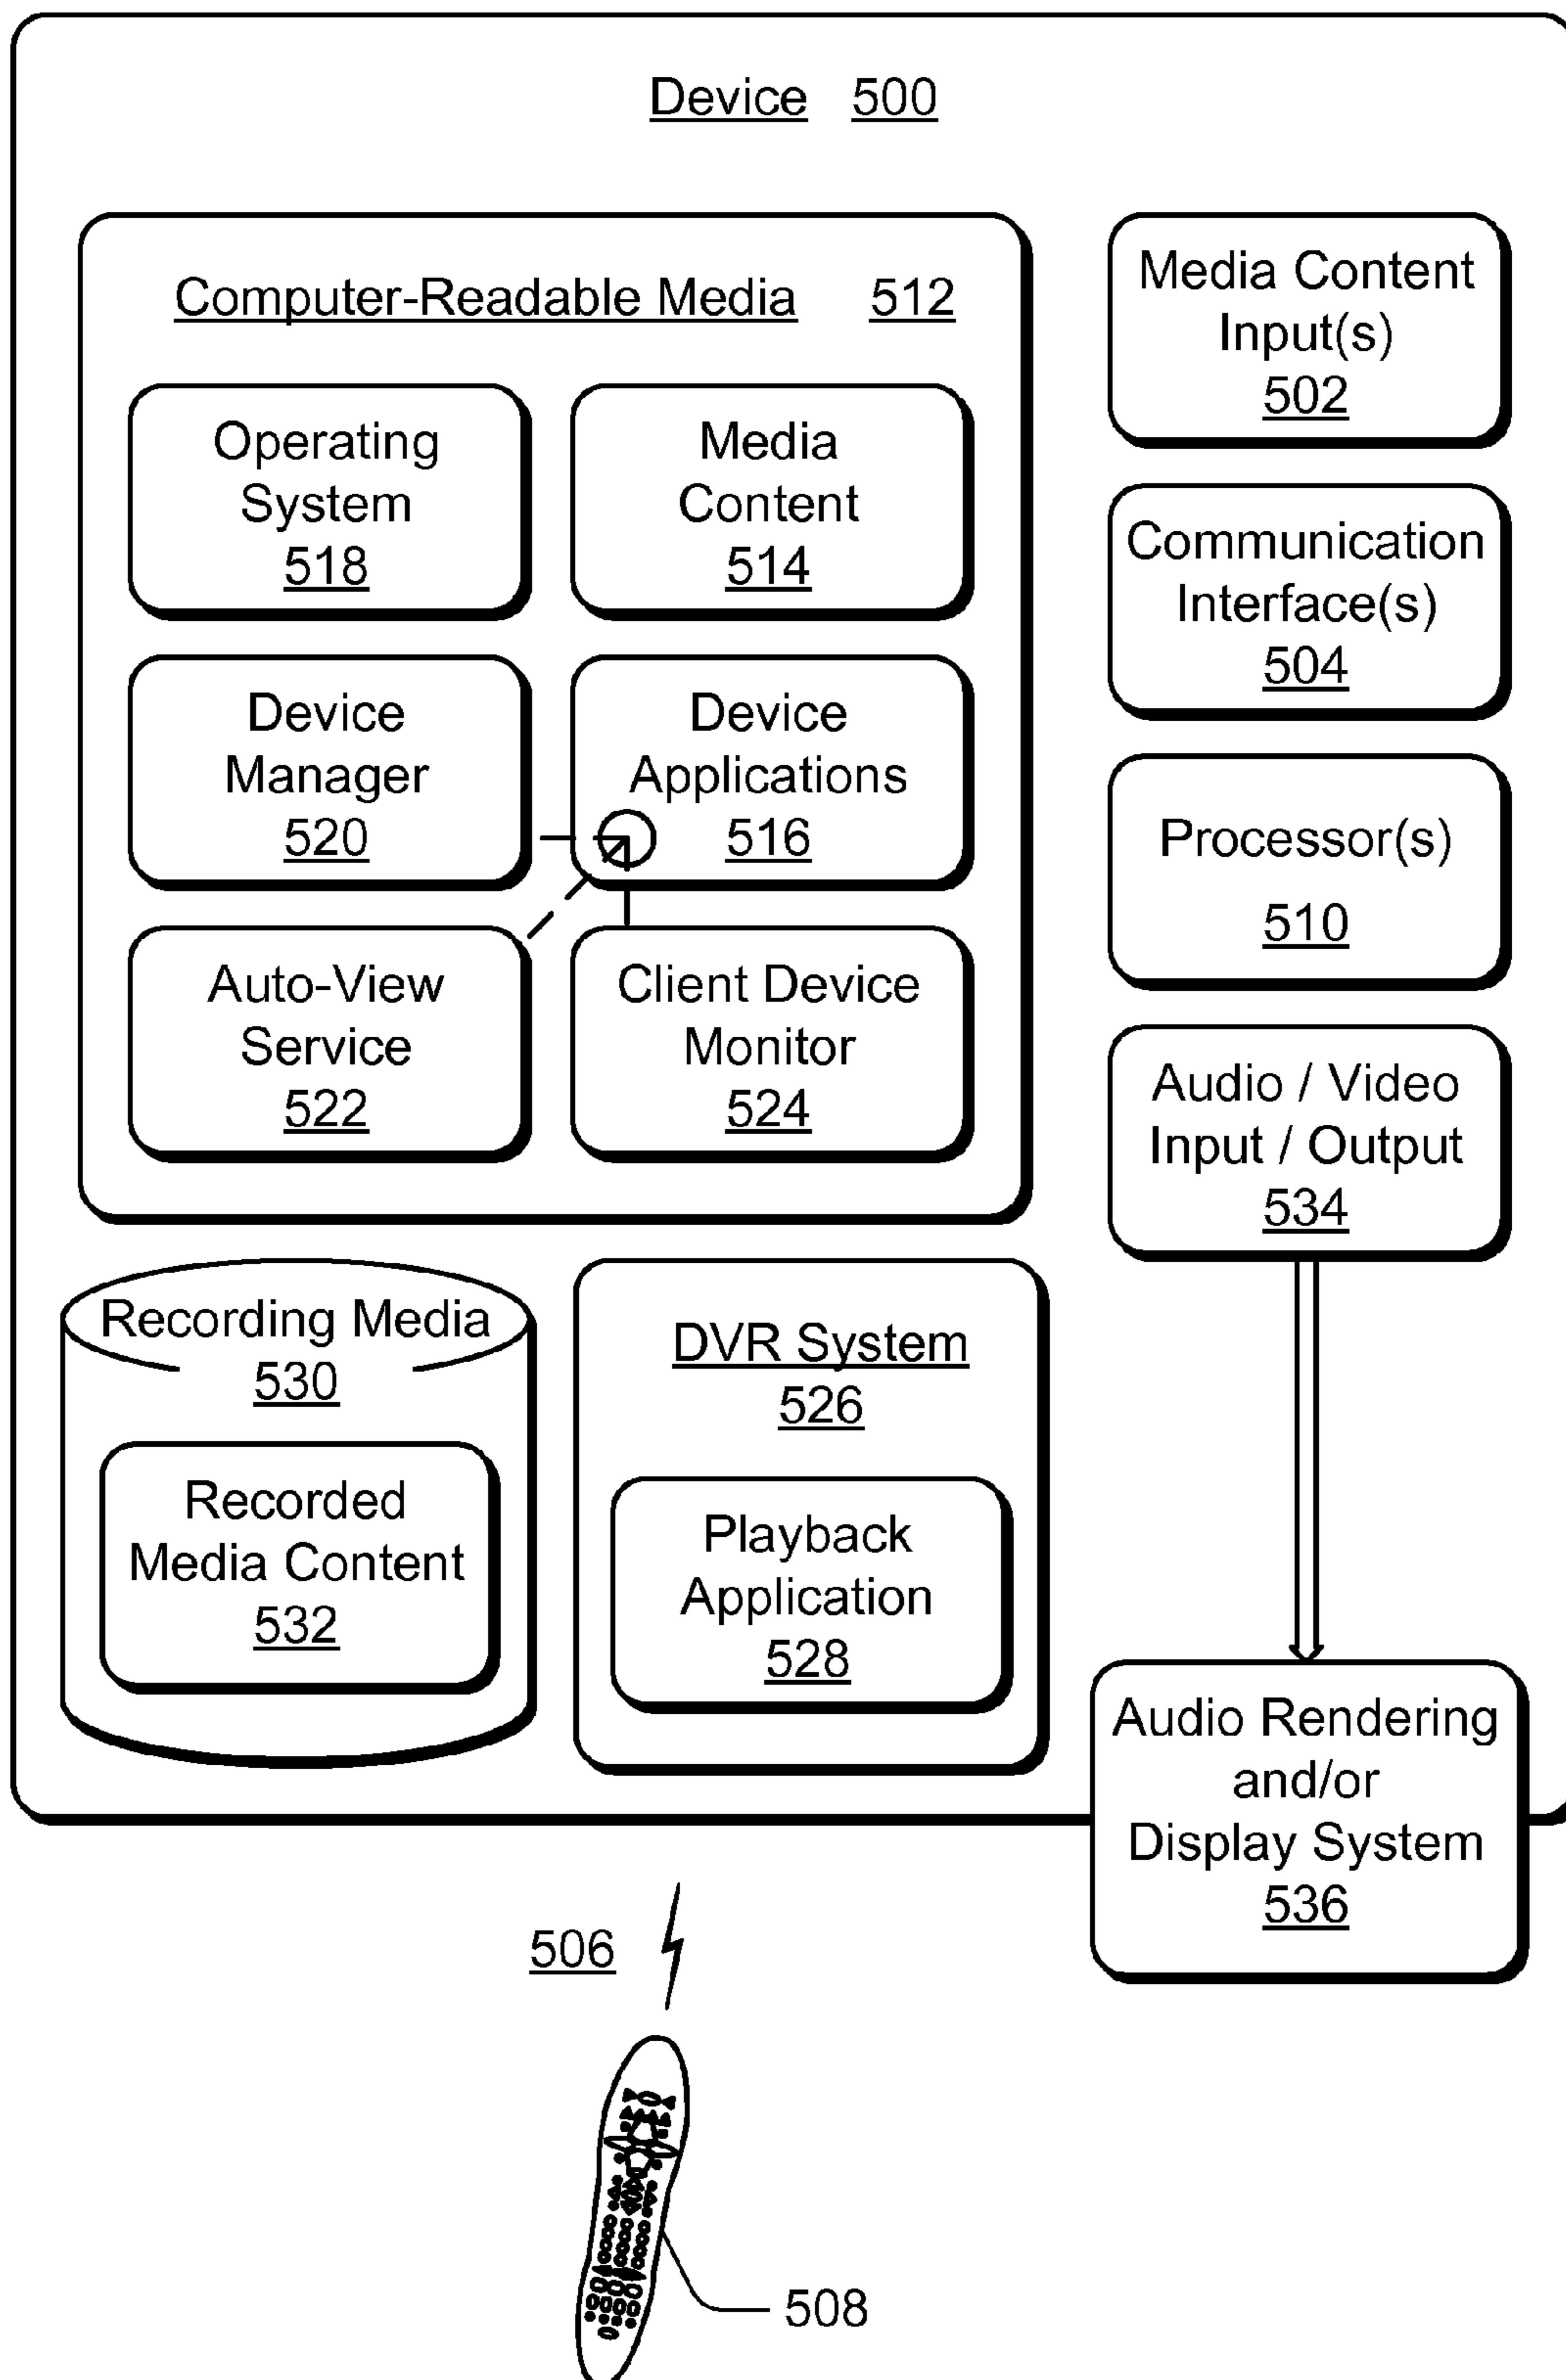 Device 500
Computer-Readable Media 512
Operating
System
518
Media
Content
514
Device
Manager
520
Device
Applications
516
Auto-View
Service
522
Client Device
Monitor
524
Media Content
Input(s)
502
Communication
Interface(s)
504
Processor(s)
510
Audio / Video
Input / Output
534
Recording Media
530
Recorded
Media Content
532
DVR System
526
Playback
Application
528
Audio Rendering
and/or
Display System
536
506
508